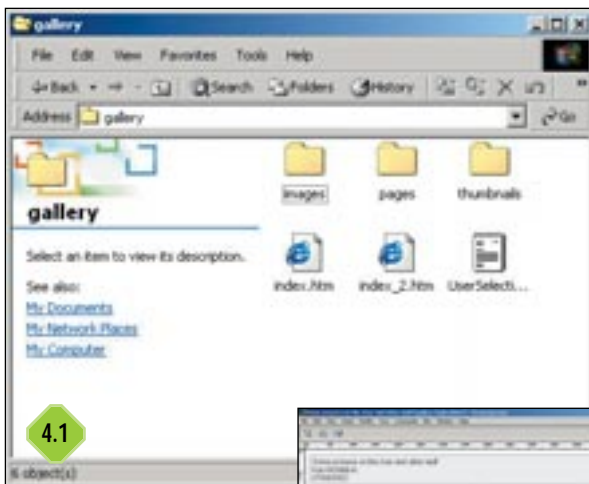 gallery
File Edit View Favorites Tools Help
Back Search Folders History
Address gallery Go
images pages thumbnails
gallery
Select an item to view its description.
See also:
My Documents
My Network Places
My Computer
index.htm index_2.htm UserSelecti...
4.1
6 object(s)